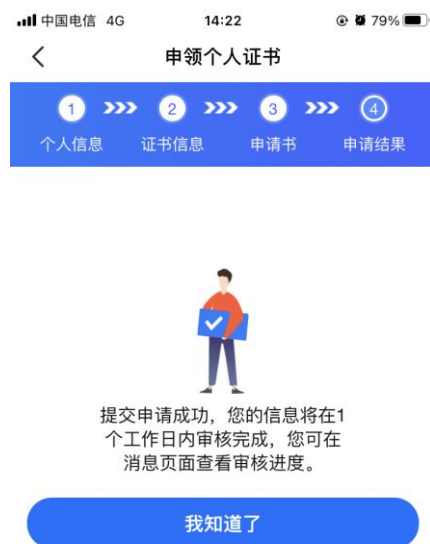 中国电信 4G 14:22 79%
申领个人证书
1 2 3 4
个人信息 证书信息 申请书 申请结果
提交申请成功，您的信息将在1
个工作日内审核完成，您可在
消息页面查看审核进度。
我知道了